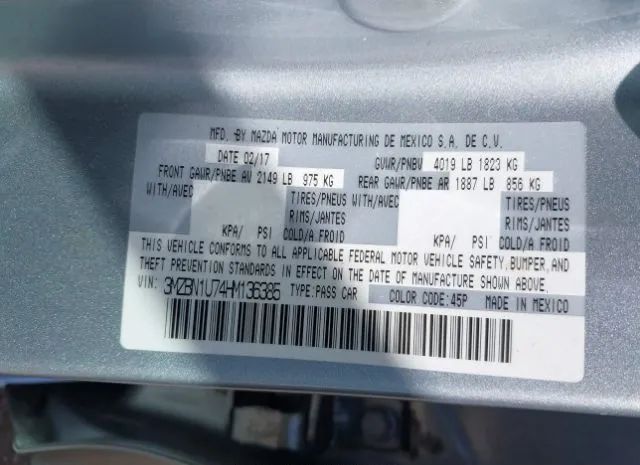 MFD. BY MAZDA MOTOR MANUFACTURING DE MEXICO S.A. DE C.V.
DATE 02/17 GVWR/PNBV 4019 LB 1823 KG
FRONT GAWR/PNBE AV 2149 LB 975 KG REAR GAWR/PNBE AR 1887 LB 856 KG
WITH/AVEC TIRES/PNEUS WITH/AVEC TIRES/PNEUS
RIMS/JANTES RIMS/JANTES
KPA/ PSI COLD/A FROID KPA/ PSI COLD/A FROID
THIS VEHICLE CONFORMS TO ALL APPLICABLE FEDERAL MOTOR VEHICLE SAFETY, BUMPER, AND
THEFT PREVENTION STANDARDS IN EFFECT ON THE DATE OF MANUFACTURE SHOWN ABOVE.
VIN: 3MZBN1U74HM136385 TYPE:PASS CAR COLOR CODE:45P MADE IN MEXICO